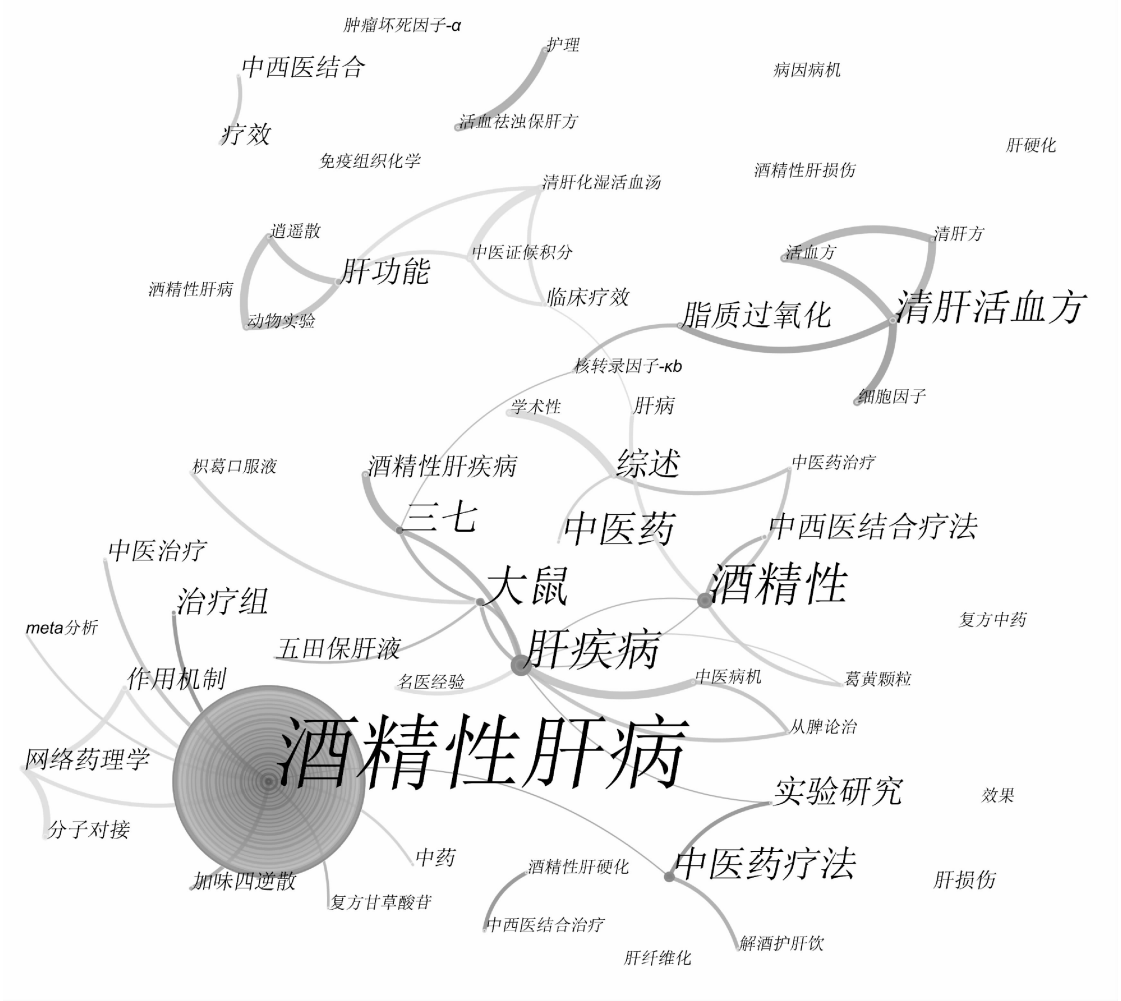 肿瘤坏死因子-α
护理
中西医结合
病因病机
活血祛浊保肝方
疗效
肝硬化
免疫组织化学
酒精性肝损伤
清肝化湿活血汤
逍遥散
清肝方
中医证候积分
活血方
肝功能
洒精性肝病
临床疗效
清肝活血方
脂质过氧化
动物实验
核转录因子-κb
细胞因子
学术性
肝病
枳葛口服液
酒精性肝疾病
综述
中医药治疗
三七
中医药
中西医结合疗法
中医治疗
大鼠
酒精性
治疗组
复方中药
meta分析
五田保肝液
肝疾病
作用机制
名医经验
中医病机
葛黄颗粒
从脾论治
酒精性肝病
网络药理学
实验研究
效果
分子对接
中药
酒精性肝硬化
中医药疗法
加味四逆散
肝损伤
复方甘草酸苷
中西医结合治疗
解酒护肝饮
肝纤维化